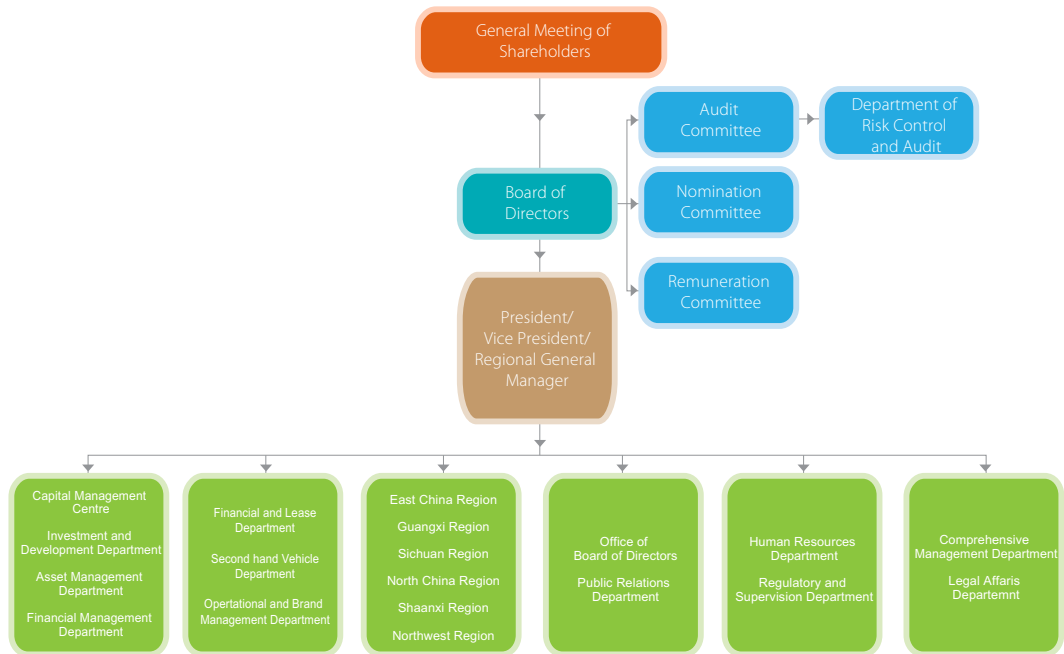 General Meeting of
Shareholders
Audit
Committee
Department of
Risk Control
and Audit
Board of
Directors
Nomination
Committee
Remuneration
Committee
President/
Vice President/
Regional General
Manager
Capital Management
Centre
Investment and
Development Department
Asset Management
Department
Financial Management
Department
Financial and Lease
Department
Second hand Vehicle
Department
Opertational and Brand
Management Department
East China Region
Guangxi Region
Sichuan Region
North China Region
Shaanxi Region
Northwest Region
Office of
Board of Directors
Public Relations
Department
Human Resources
Department
Regulatory and
Supervision Department
Comprehensive
Management Department
Legal Affaris
Departemnt